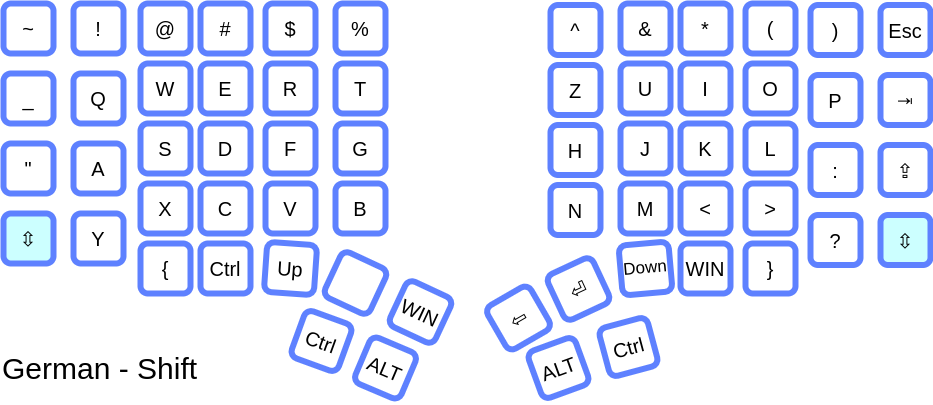 ~ ! @ # $ % ^ & * ( ) Esc
_ Q W E R T Z U I O P ⇥
" A S D F G H J K L : ⇪
⇳ Y X C V B N M < > ? ⇳
{ Ctrl Up Down WIN }
WIN ⇦ ⏎
Ctrl ALT ALT Ctrl
German - Shift